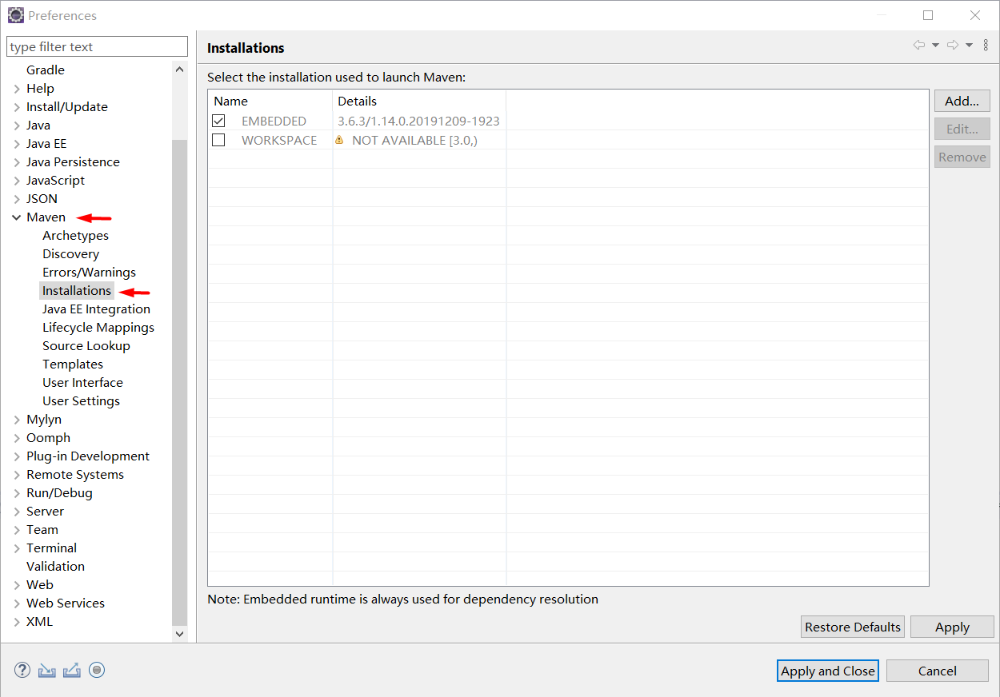 Preferences
type filter text
Gradle
Help
Install/Update
Java
Java EE
Java Persistence
JavaScript
JSON
Maven
Archetypes
Discovery
Errors/Warnings
Installations
Java EE Integration
Lifecycle Mappings
Source Lookup
Templates
User Interface
User Settings
Mylyn
Oomph
Plug-in Development
Remote Systems
Run/Debug
Server
Team
Terminal
Validation
Web
Web Services
XML
Installations
Select the installation used to launch Maven:
Name Details
EMBEDDED 3.6.3/1.14.0.20191209-1923
WORKSPACE NOT AVAILABLE [3.0,)
Add...
Edit...
Remove
Note: Embedded runtime is always used for dependency resolution
Restore Defaults Apply
Apply and Close Cancel